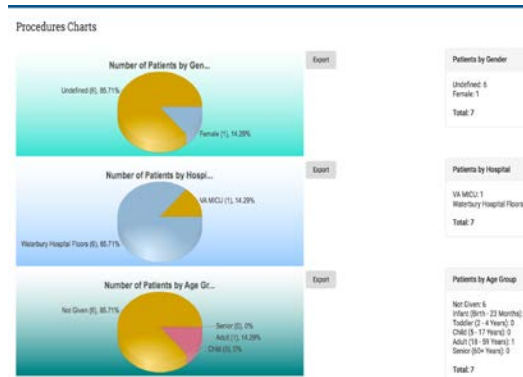 Procedures Charts
Number of Patients by Gen...
Undefined (6), 85.71%
Female (1), 14.29%
Export
Patients by Gender
Undefined: 6
Female: 1
Total: 7
Number of Patients by Hospi...
VA MICU (1), 14.29%
Waterbury Hospital Floors (6), 85.71%
Export
Patients by Hospital
VA MICU: 1
Waterbury Hospital Floors
Total: 7
Number of Patients by Age Gr...
Not Given (6), 85.71%
Senior (0), 0%
Adult (1), 14.29%
Child (0), 0%
Export
Patients by Age Group
Not Given: 6
Infant (Birth - 23 Months):
Toddler (2 - 4 Years): 0
Child (5 - 17 Years): 0
Adult (18 - 59 Years): 1
Senior (60+ Years): 0
Total: 7